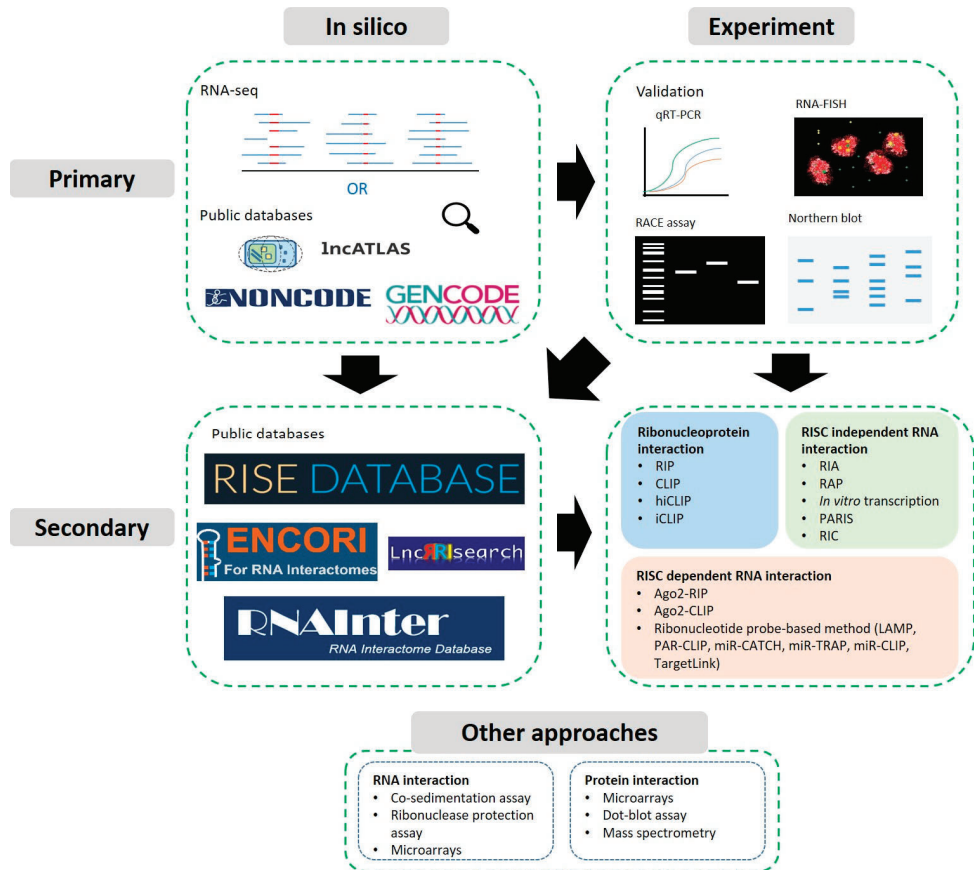 In silico
Experiment
Primary
RNA-seq
OR
Public databases
lncATLAS
NONCODE
GENCODE
Validation
qRT-PCR
RNA-FISH
RACE assay
Northern blot
Secondary
Public databases
RISE DATABASE
ENCORI
For RNA Interactomes
LncRRIsearch
RNAInter
RNA Interactome Database
Ribonucleoprotein
interaction
• RIP
• CLIP
• hiCLIP
• iCLIP
RISC independent RNA
interaction
• RIA
• RAP
• In vitro transcription
• PARIS
• RIC
RISC dependent RNA interaction
• Ago2-RIP
• Ago2-CLIP
• Ribonucleotide probe-based method (LAMP,
PAR-CLIP, miR-CATCH, miR-TRAP, miR-CLIP,
TargetLink)
Other approaches
RNA interaction
• Co-sedimentation assay
• Ribonuclease protection
assay
• Microarrays
Protein interaction
• Microarrays
• Dot-blot assay
• Mass spectrometry